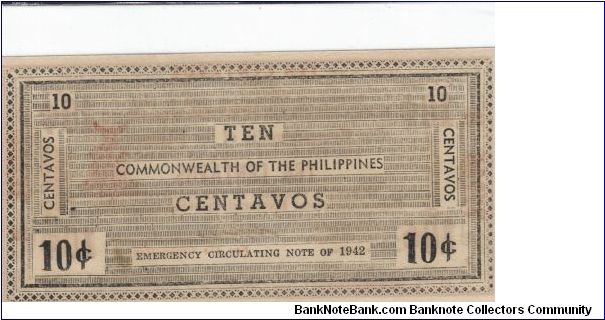 10 10
TEN
COMMONWEALTH OF THE PHILIPPINES
CENTAVOS CENTAVOS
CENTAVOS
10¢ 10¢
EMERGENCY CIRCULATING NOTE OF 1942
BankNoteBank.com Banknote Collectors Community